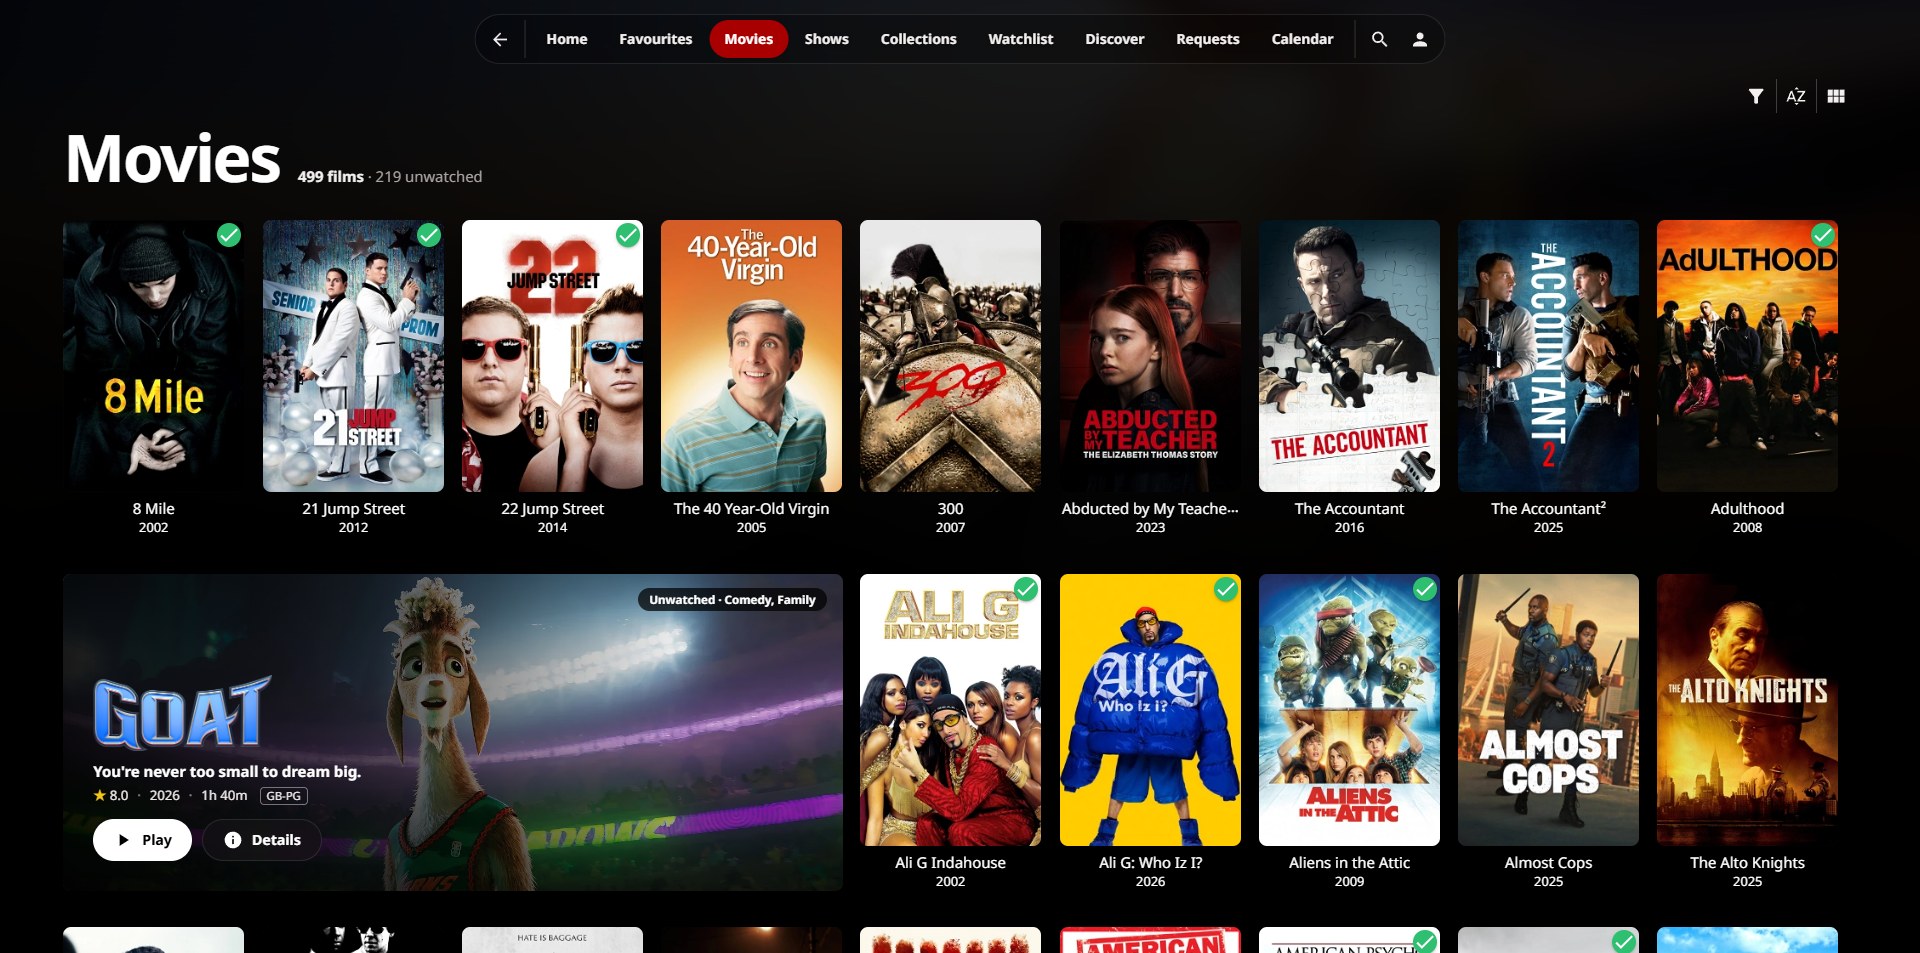 Home Favourites Movies Shows Collections Watchlist Discover Requests Calendar
AZ
Movies 499 films · 219 unwatched
8 Mile
SENIOR
PROM
21 JUMP STREET
22
JUMP STREET
The
40-Year-Old
Virgin
300
ABDUCTED
BY MY TEACHER
THE ELIZABETH THOMAS STORY
THE ACCOUNTANT
THE ACCOUNTANT 2
AdULTHOOD
8 Mile
2002
21 Jump Street
2012
22 Jump Street
2014
The 40 Year-Old Virgin
2005
300
2007
Abducted by My Teache...
2023
The Accountant
2016
The Accountant²
2025
Adulthood
2008
Unwatched · Comedy, Family
GOAT
You're never too small to dream big.
★ 8.0 · 2026 · 1h 40m GB-PG
Play Details
ALI G
INDAHOUSE
Ali G
Who Iz I?
ALIENS
IN THE ATTIC
ALMOST
COPS
THE ALTO KNIGHTS
Ali G Indahouse
2002
Ali G: Who Iz I?
2026
Aliens in the Attic
2009
Almost Cops
2025
The Alto Knights
2025
HATE IS BAGGAGE
AMERICAN